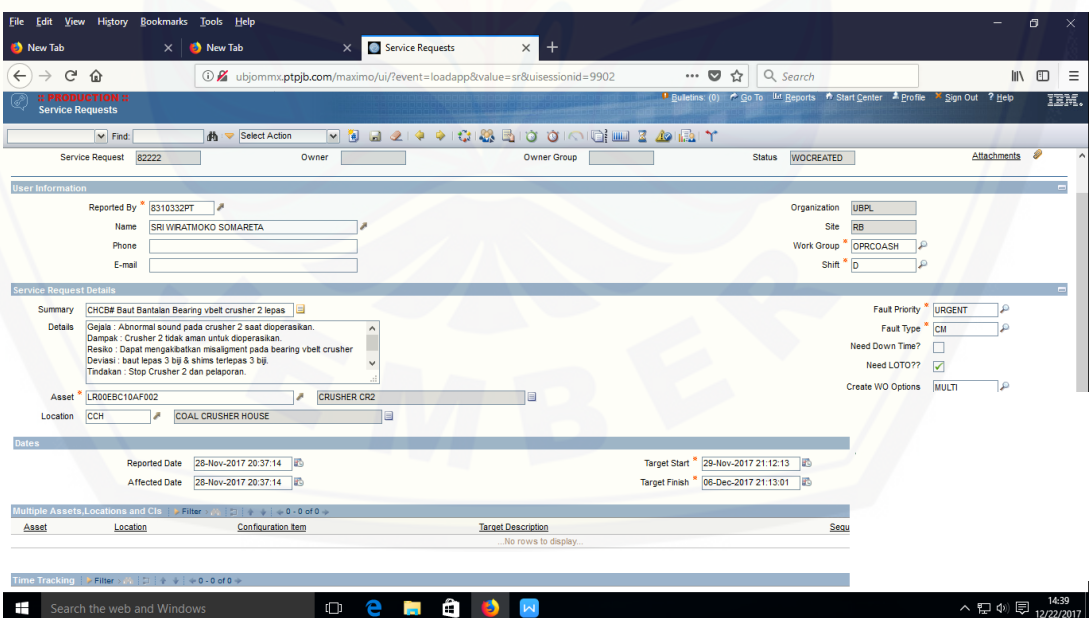 File Edit View History Bookmarks Tools Help
New Tab New Tab Service Requests
ubjommx.ptpjb.com/maximo/ui/?event=loadapp&value=sr&uisessionid=9902 Search
:: PRODUCTION ::
Service Requests
Bulletins: (0) Go To Reports Start Center Profile Sign Out ? Help IBM.
Find: Select Action
Service Request 82222 Owner Owner Group Status WOCREATED Attachments
User Information
Reported By * 8310332PT Organization UBPL
Name SRI WIRATMOKO SOMARETA Site RB
Phone Work Group * OPRCOASH
E-mail Shift * D
Service Request Details
Summary CHCB# Baut Bantalan Bearing vbelt crusher 2 lepas Fault Priority * URGENT
Details Gejala : Abnormal sound pada crusher 2 saat dioperasikan. Fault Type * CM
Dampak : Crusher 2 tidak aman untuk dioperasikan.
Resiko : Dapat mengakibatkan misaligment pada bearing vbelt crusher Need Down Time?
Deviasi : baut lepas 3 biji & shims terlepas 3 biji.
Tindakan : Stop Crusher 2 dan pelaporan. Need LOTO??
Create WO Options MULTI
Asset * LR00EBC10AF002 CRUSHER CR2
Location CCH COAL CRUSHER HOUSE
Dates
Reported Date 28-Nov-2017 20:37:14 Target Start * 29-Nov-2017 21:12:13
Affected Date 28-Nov-2017 20:37:14 Target Finish * 06-Dec-2017 21:13:01
Multiple Assets,Locations and CIs Filter 0 - 0 of 0
Asset Location Configuration Item Target Description Sequ
...No rows to display...
Time Tracking Filter 0 - 0 of 0
Search the web and Windows 14:39
12/22/2017